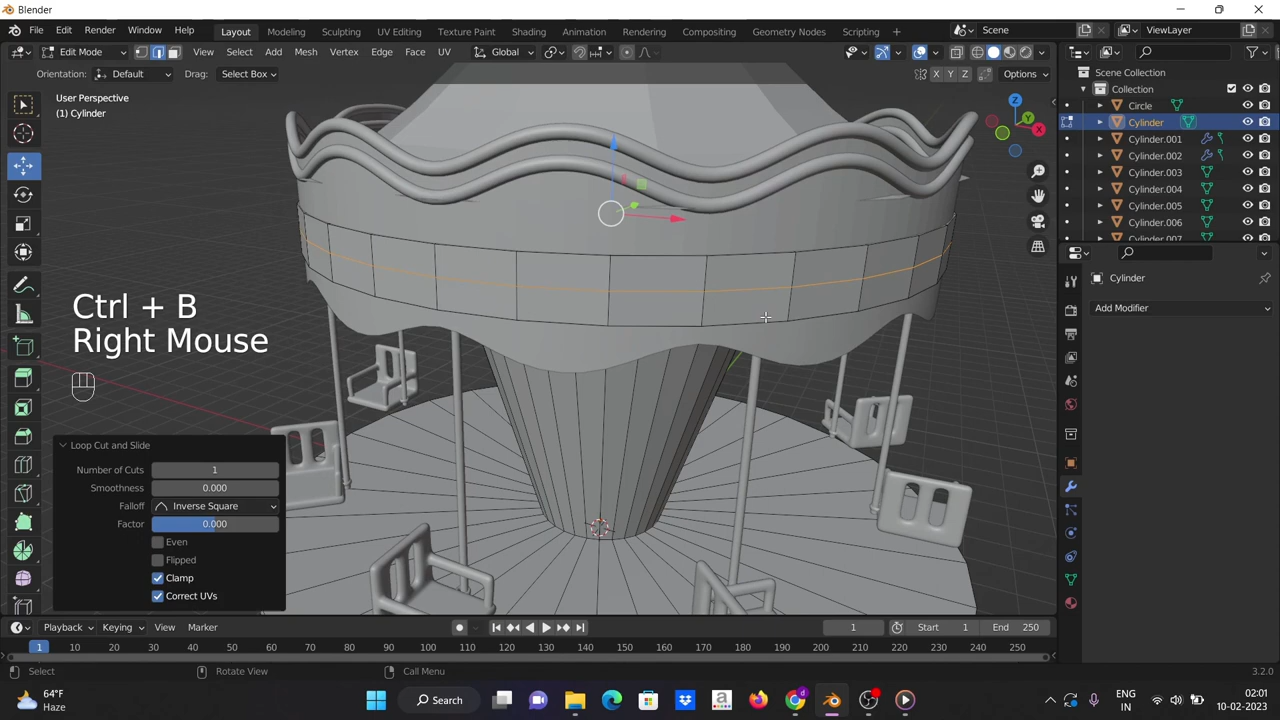 Blender
File Edit Render Window Help
Layout Modeling Sculpting UV Editing Texture Paint Shading Animation Rendering Compositing Geometry Nodes Scripting +
Scene
ViewLayer
Edit Mode View Select Add Mesh Vertex Edge Face UV
Global
Orientation: Default Drag: Select Box
X Y Z
Options
User Perspective
(1) Cylinder
Z
Y
X
Scene Collection
Collection
Circle
Cylinder
Cylinder.001
Cylinder.002
Cylinder.003
Cylinder.004
Cylinder.005
Cylinder.006
Cylinder.007
Cylinder
Add Modifier
Ctrl + B
Right Mouse
Loop Cut and Slide
Number of Cuts 1
Smoothness 0.000
Falloff Inverse Square
Factor 0.000
Even
Flipped
Clamp
Correct UVs
Playback Keying View Marker
1 Start 1 End 250
1 10 20 30 40 50 60 70 80 90 100 110 120 130 140 150 160 170 180 190 200 210 220 230 240 250
Select Rotate View Call Menu 3.2.0
64°F
Haze
Search
ENG
IN
02:01
10-02-2023